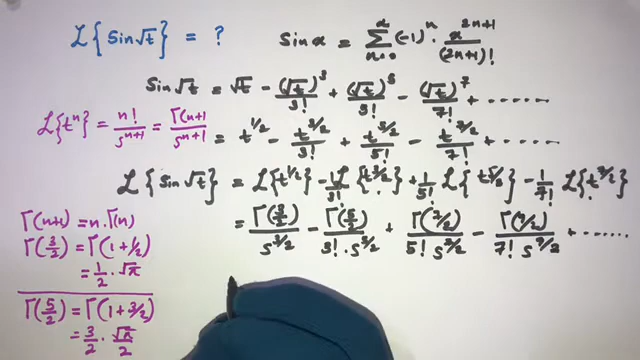 ℒ{Sin√t} = ?
Sin x = ∑_{n=0}^{∞} (-1)^n · x^{2n+1}/(2n+1)!
Sin√t = √t - (√t)^3/3! + (√t)^5/3! - (√t)^7/7! + ......
ℒ{t^n} = n!/s^{n+1} = Γ(n+1/s^{n+1}
= t^{1/2} - t^{3/2}/3! + t^{5/2}/5! - t^{7/2}/7! + ......
ℒ{Sin√t} = ℒ{t^{1/2}} - 1/3! ℒ{t^{3/2}} + 1/5! ℒ{t^{5/2}} - 1/7! ℒ{t^{7/2}}
= Γ(3/2)/s^{3/2} - Γ(5/2)/3!·s^{5/2} + Γ(7/2)/5! s^{7/2} - Γ(9/2)/7! s^{9/2} + ......
Γ(n+1) = n·Γ(n)
Γ(3/2) = Γ(1+1/2)
= 1/2 · √π
Γ(5/2) = Γ(1+3/2)
= 3/2 · √π/2